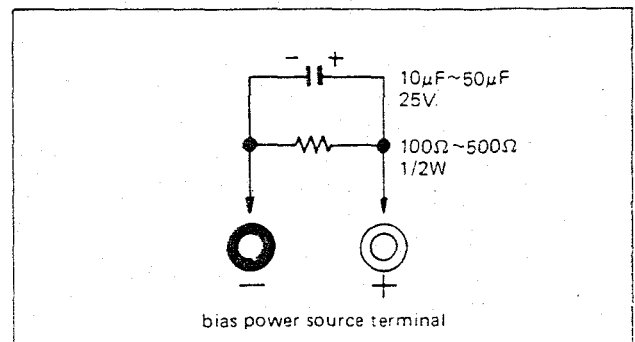 - +
10μF~50μF
25V.
100Ω~500Ω
1/2W
- +
bias power source terminal